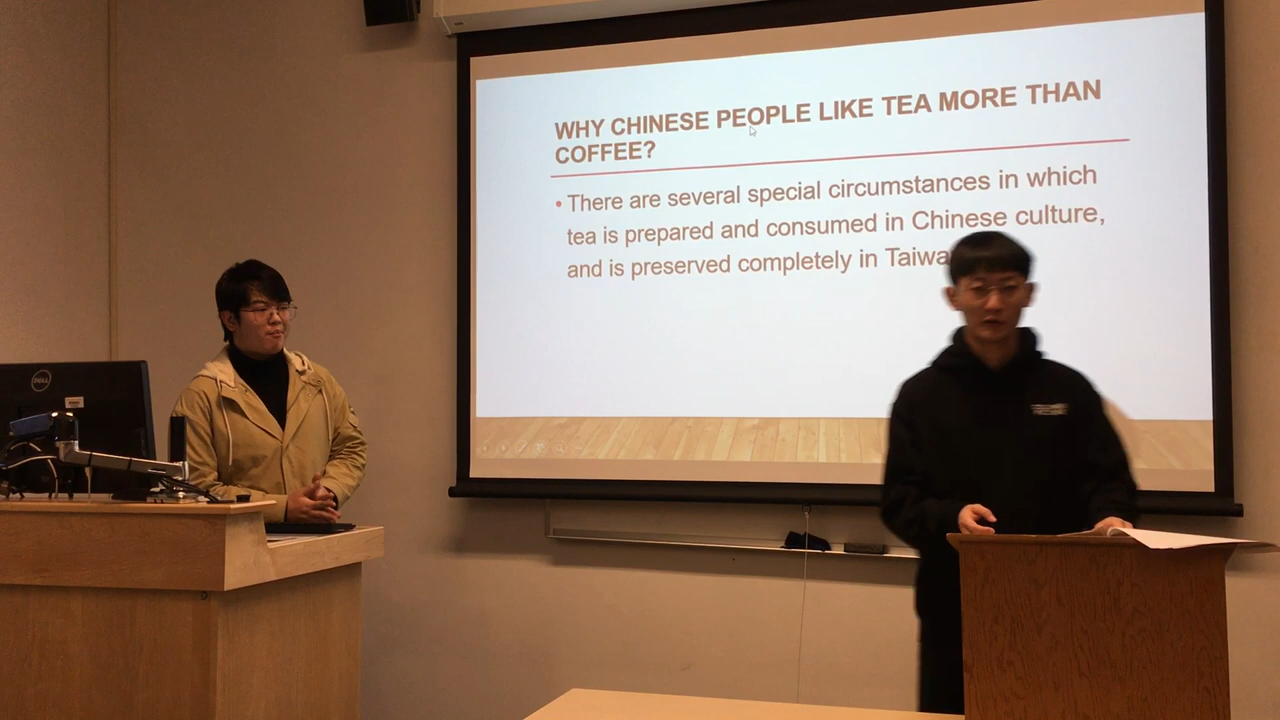 WHY CHINESE PEOPLE LIKE TEA MORE THAN
COFFEE?
• There are several special circumstances in which
tea is prepared and consumed in Chinese culture,
and is preserved completely in Taiwa
DELL